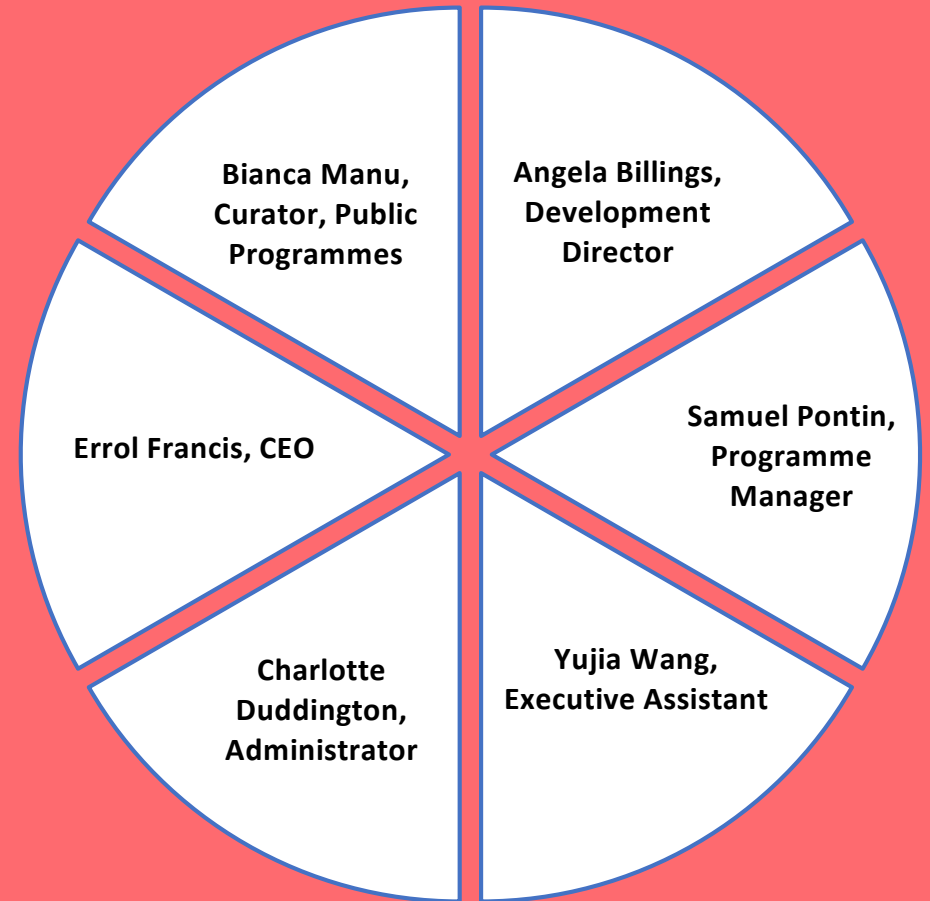 Bianca Manu,
Curator, Public
Programmes
Angela Billings,
Development
Director
Errol Francis, CEO
Samuel Pontin,
Programme
Manager
Charlotte
Duddington,
Administrator
Yujia Wang,
Executive Assistant